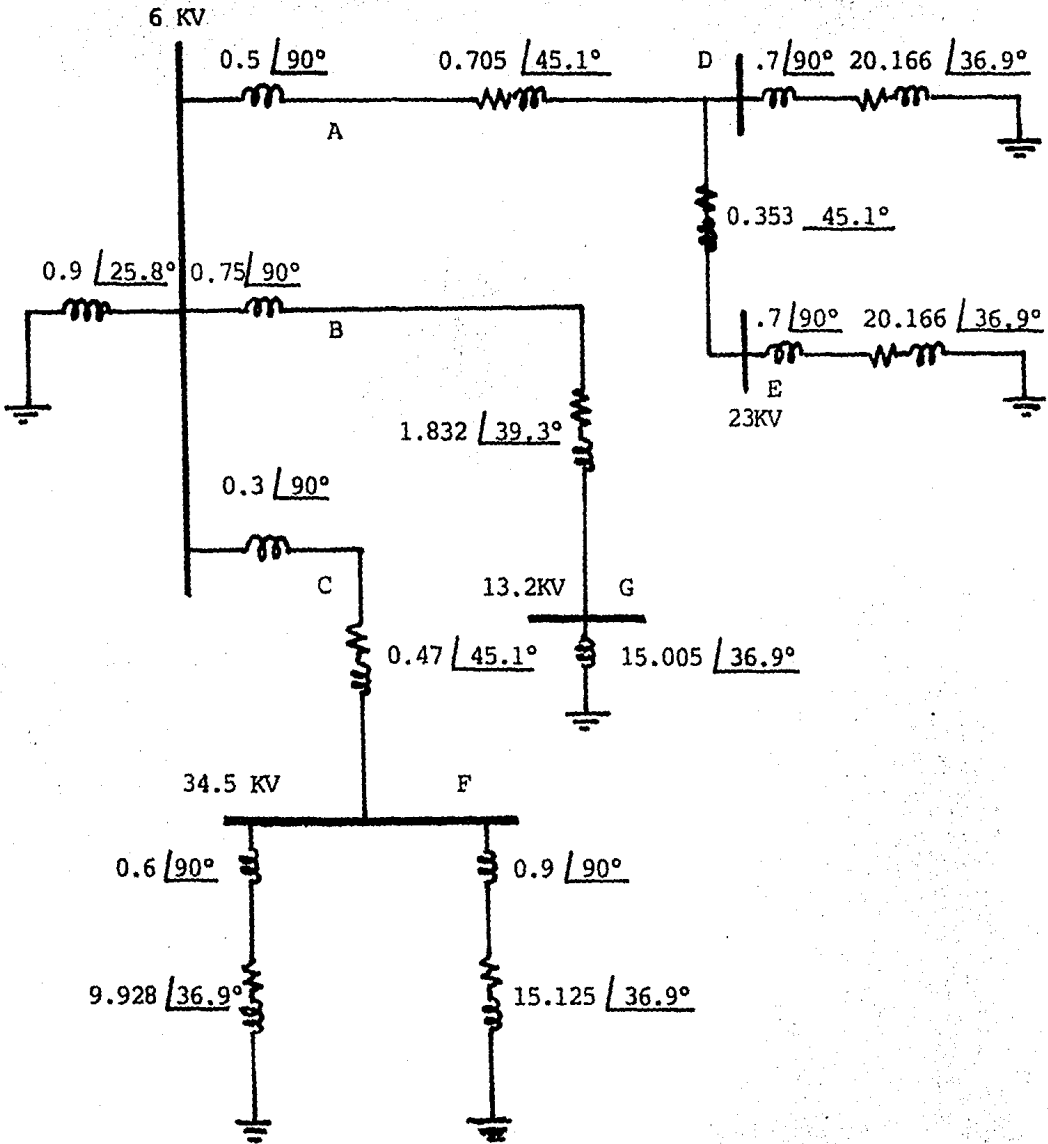 6 KV
0.5 /90° 0.705 /45.1° D .7/90° 20.166 /36.9°
A
0.353 45.1°
0.9 /25.8° 0.75/90°
B
.7/90° 20.166 /36.9°
E
23KV
1.832 /39.3°
0.3 /90°
C
13.2KV G
0.47 /45.1°
15.005 /36.9°
34.5 KV F
0.6 /90° 0.9 /90°
9.928 /36.9° 15.125 /36.9°